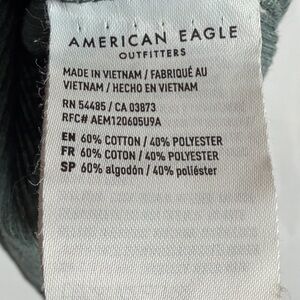 AMERICAN EAGLE
OUTFITTERS
MADE IN VIETNAM / FABRIQUÉ AU
VIETNAM / HECHO EN VIETNAM
RN 54485 / CA 03873
RFC# AEM120605U9A
EN 60% COTTON / 40% POLYESTER
FR 60% COTON / 40% POLYESTER
SP 60% algodón / 40% poliéster